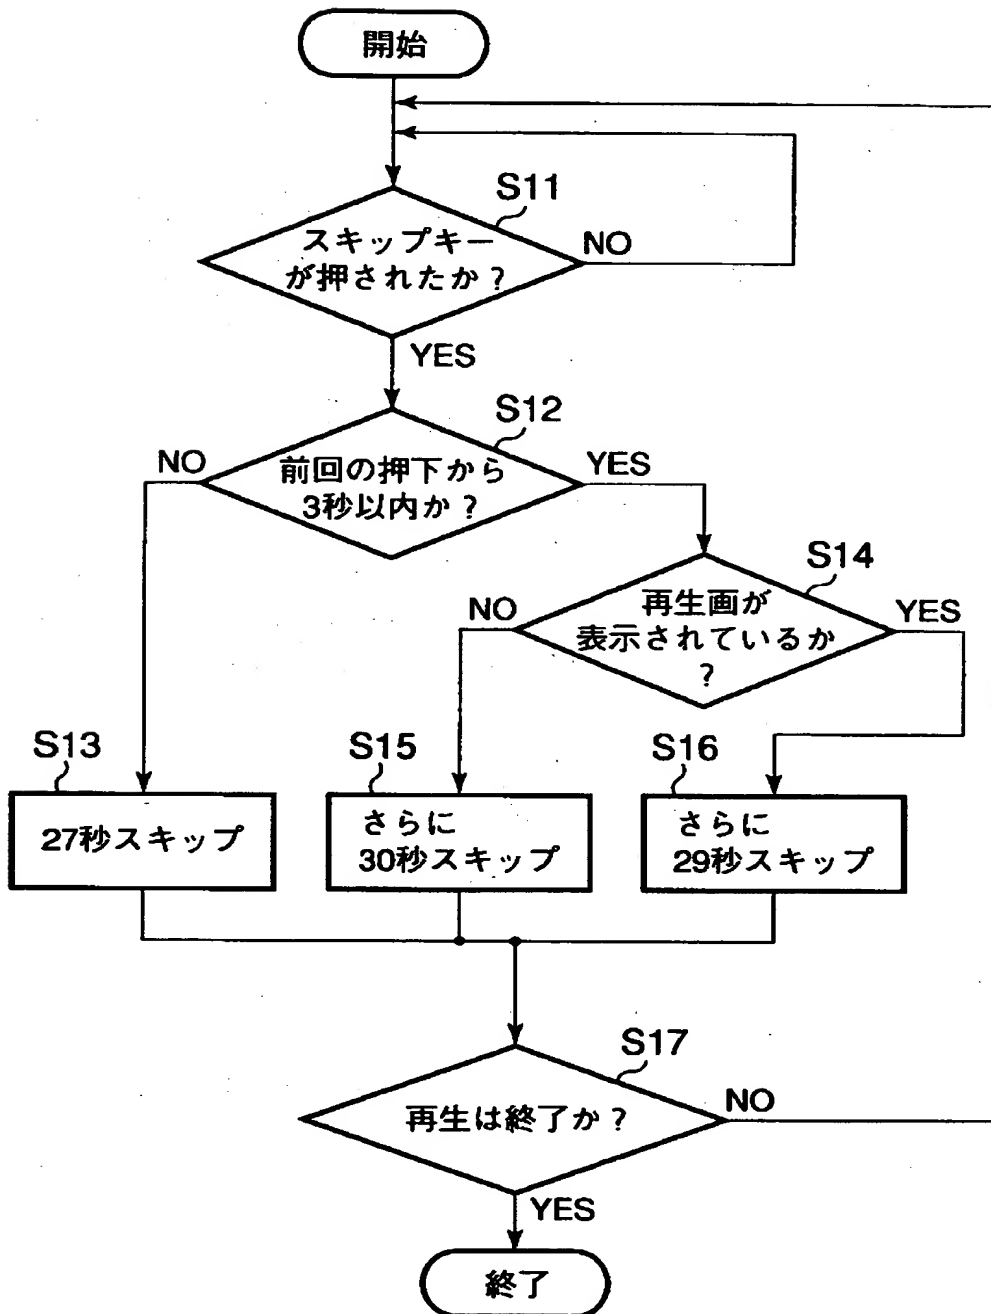 開始
S11
スキップキー
が押されたか？
NO
YES
S12
前回の押下から
3秒以内か？
NO
YES
S14
再生画が
表示されているか
？
NO
YES
S13
27秒スキップ
S15
さらに
30秒スキップ
S16
さらに
29秒スキップ
S17
再生は終了か？
NO
YES
終了